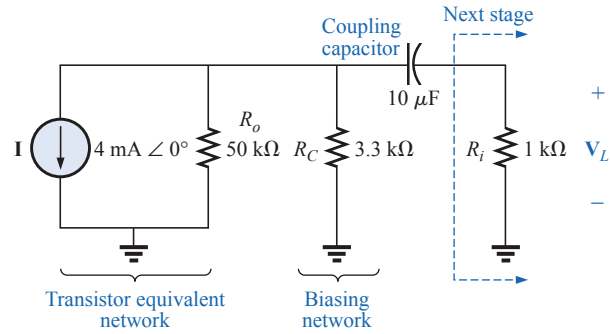 Next stage
Coupling
capacitor
10 μF
I
4 mA ∠ 0°
R_o
50 kΩ
R_C
3.3 kΩ
R_i
1 kΩ
+
V_L
−
Transistor equivalent
network
Biasing
network